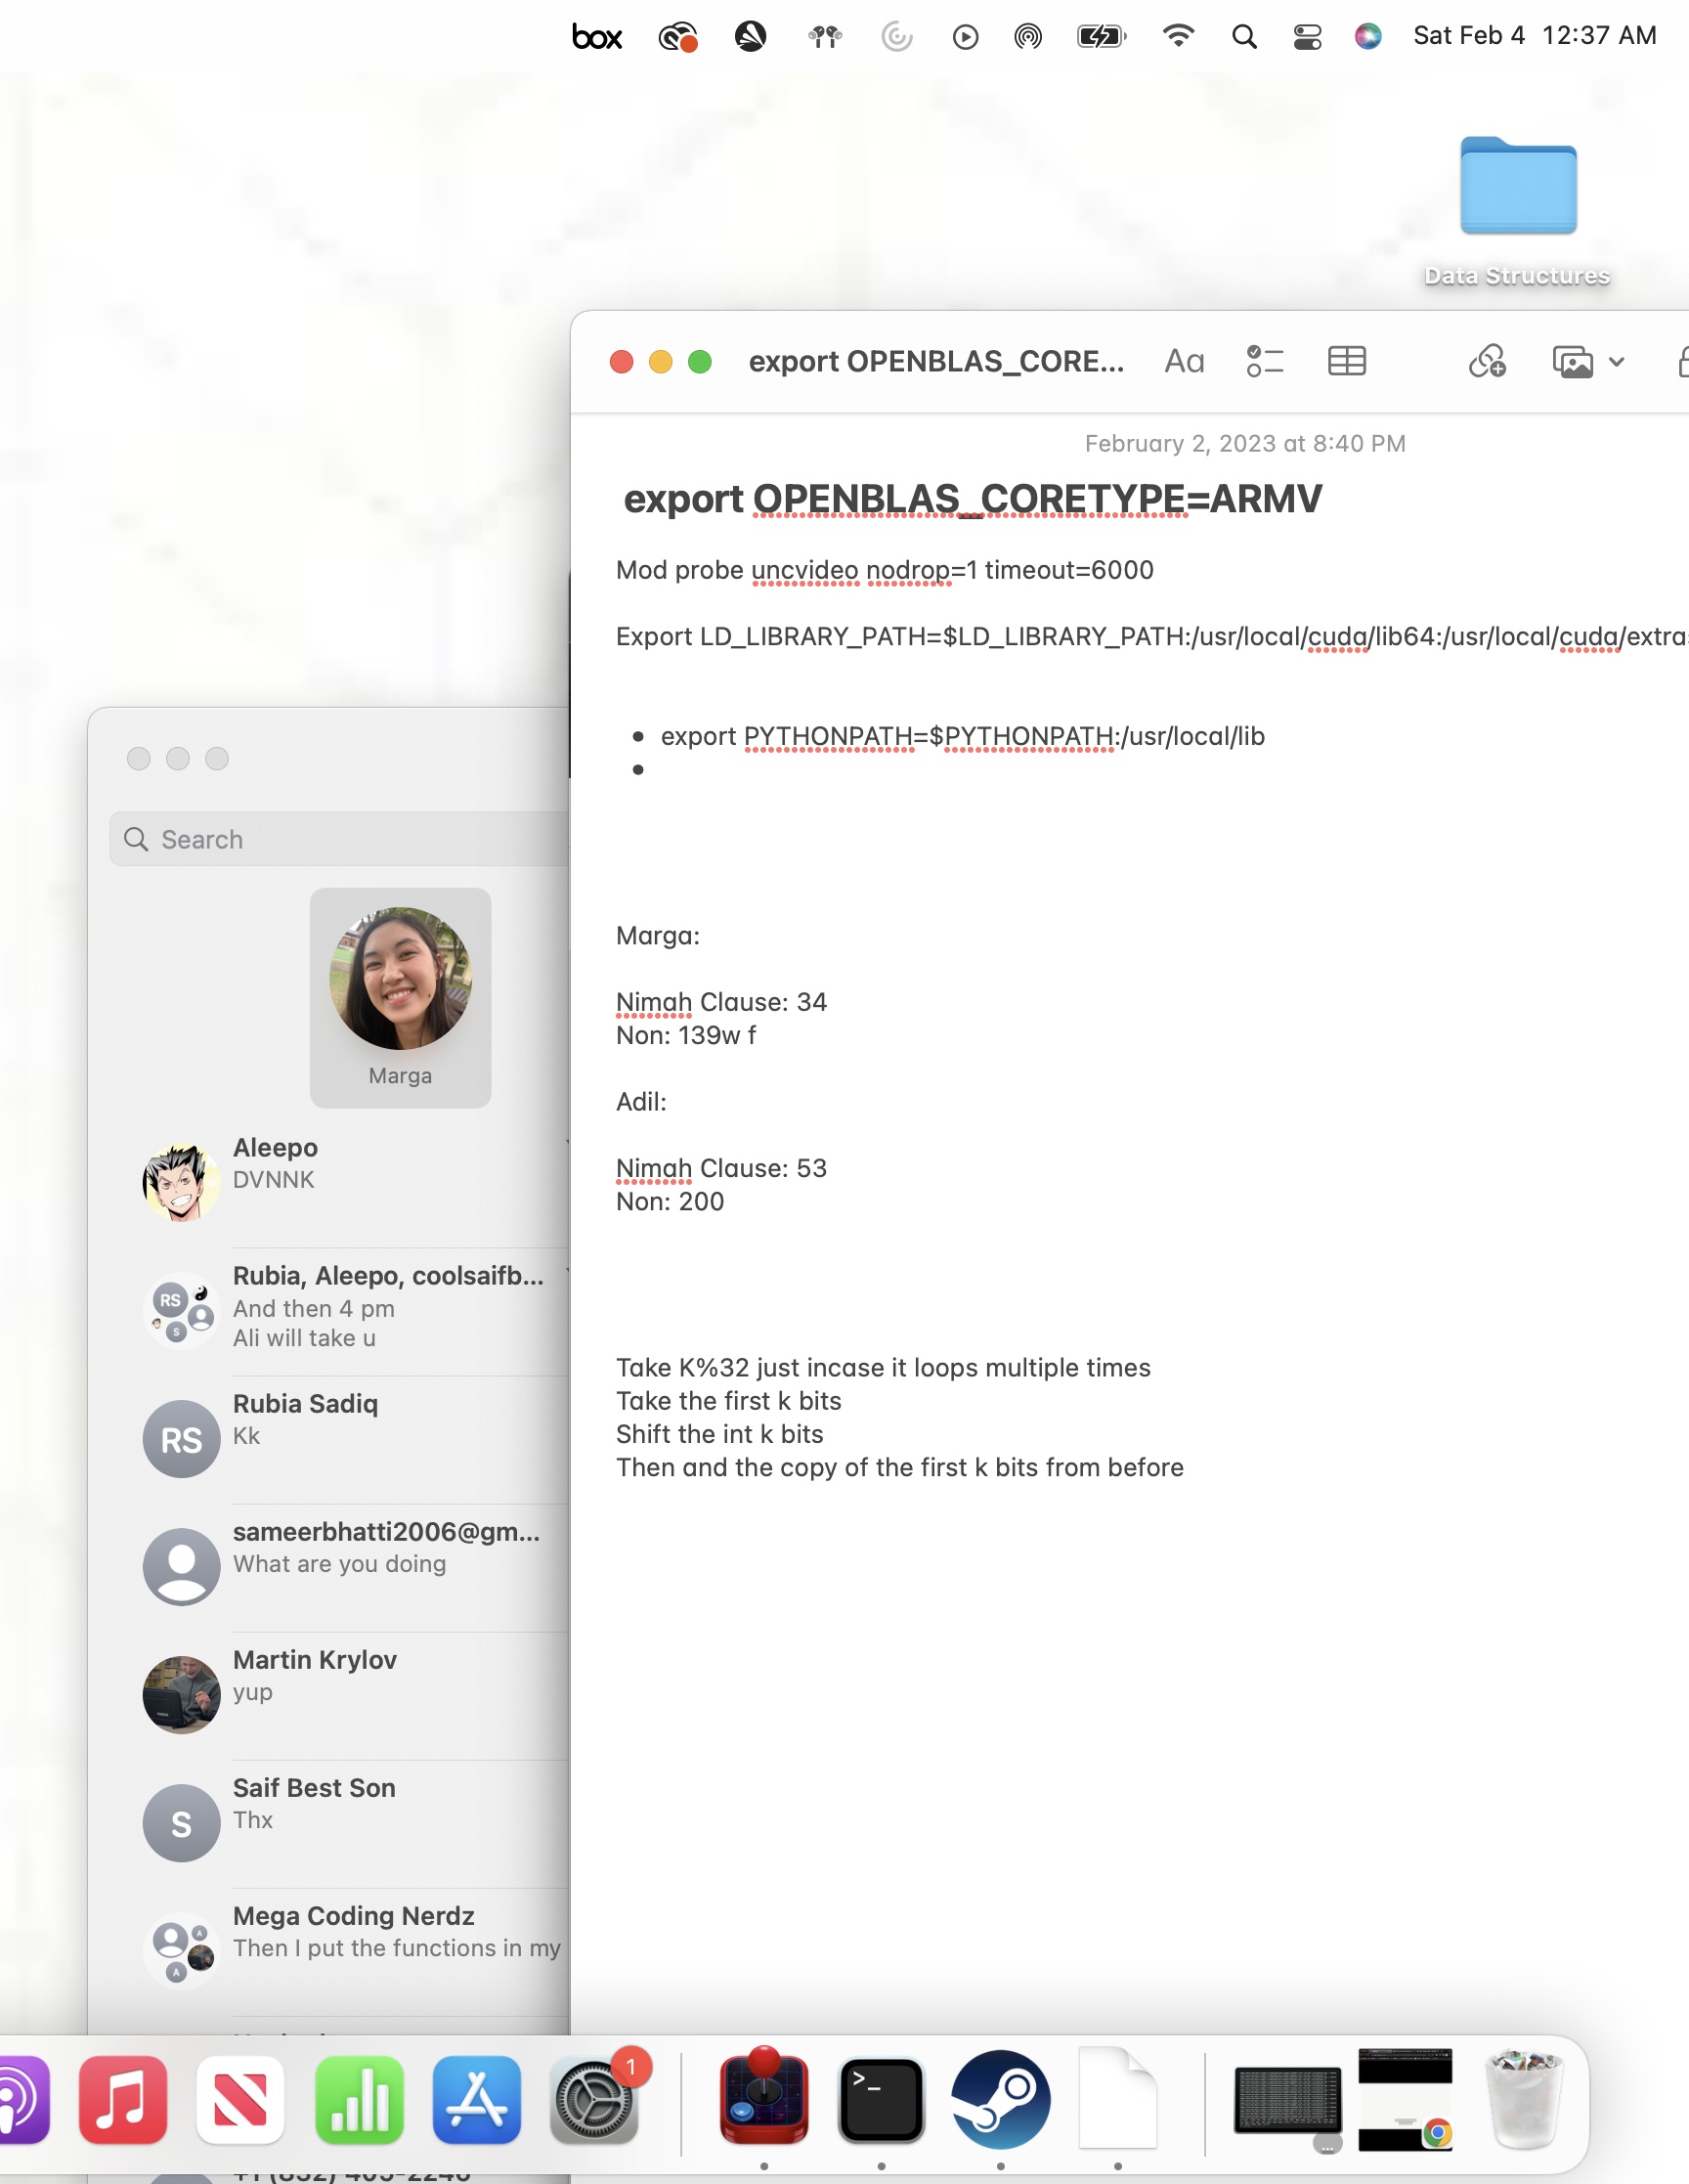 box
Sat Feb 4 12:37 AM
Data Structures
export OPENBLAS_CORE...
Aa
February 2, 2023 at 8:40 PM
export OPENBLAS_CORETYPE=ARMV
Mod probe uncvideo nodrop=1 timeout=6000
Export LD_LIBRARY_PATH=$LD_LIBRARY_PATH:/usr/local/cuda/lib64:/usr/local/cuda/extra
• export PYTHONPATH=$PYTHONPATH:/usr/local/lib
•
Marga:
Nimah Clause: 34
Non: 139w f
Adil:
Nimah Clause: 53
Non: 200
Take K%32 just incase it loops multiple times
Take the first k bits
Shift the int k bits
Then and the copy of the first k bits from before
Search
Marga
Aleepo
DVNNK
Rubia, Aleepo, coolsaifb...
RS
S
And then 4 pm
Ali will take u
Rubia Sadiq
RS
Kk
sameerbhatti2006@gm...
What are you doing
Martin Krylov
yup
Saif Best Son
S
Thx
Mega Coding Nerdz
A
A
Then I put the functions in my
1
>_